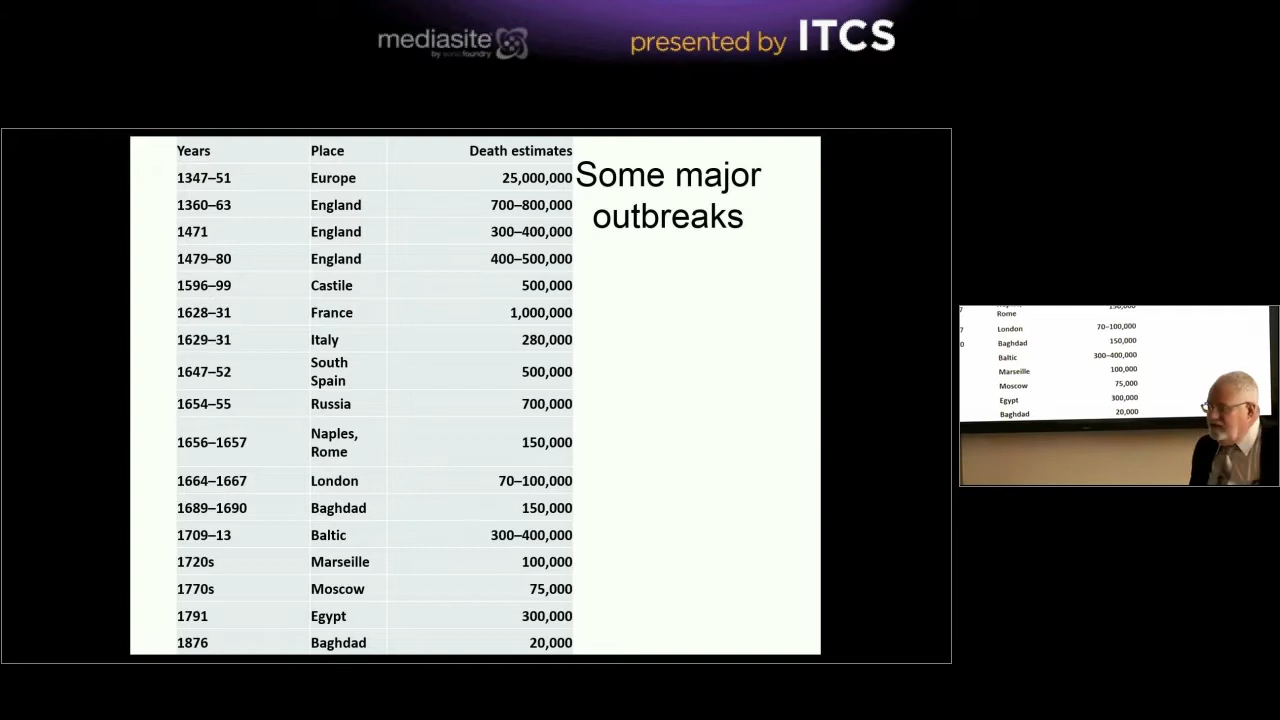 mediasite
by sonicfoundry
presented by ITCS
Years Place Death estimates
1347–51 Europe 25,000,000
1360–63 England 700–800,000
1471 England 300–400,000
1479–80 England 400–500,000
1596–99 Castile 500,000
1628–31 France 1,000,000
1629–31 Italy 280,000
1647–52 South Spain 500,000
1654–55 Russia 700,000
1656–1657 Naples, Rome 150,000
1664–1667 London 70–100,000
1689–1690 Baghdad 150,000
1709–13 Baltic 300–400,000
1720s Marseille 100,000
1770s Moscow 75,000
1791 Egypt 300,000
1876 Baghdad 20,000
Some major
outbreaks
Rome
London 70–100,000
Baghdad 150,000
Baltic 300–400,000
Marseille 100,000
Moscow 75,000
Egypt 300,000
Baghdad 20,000